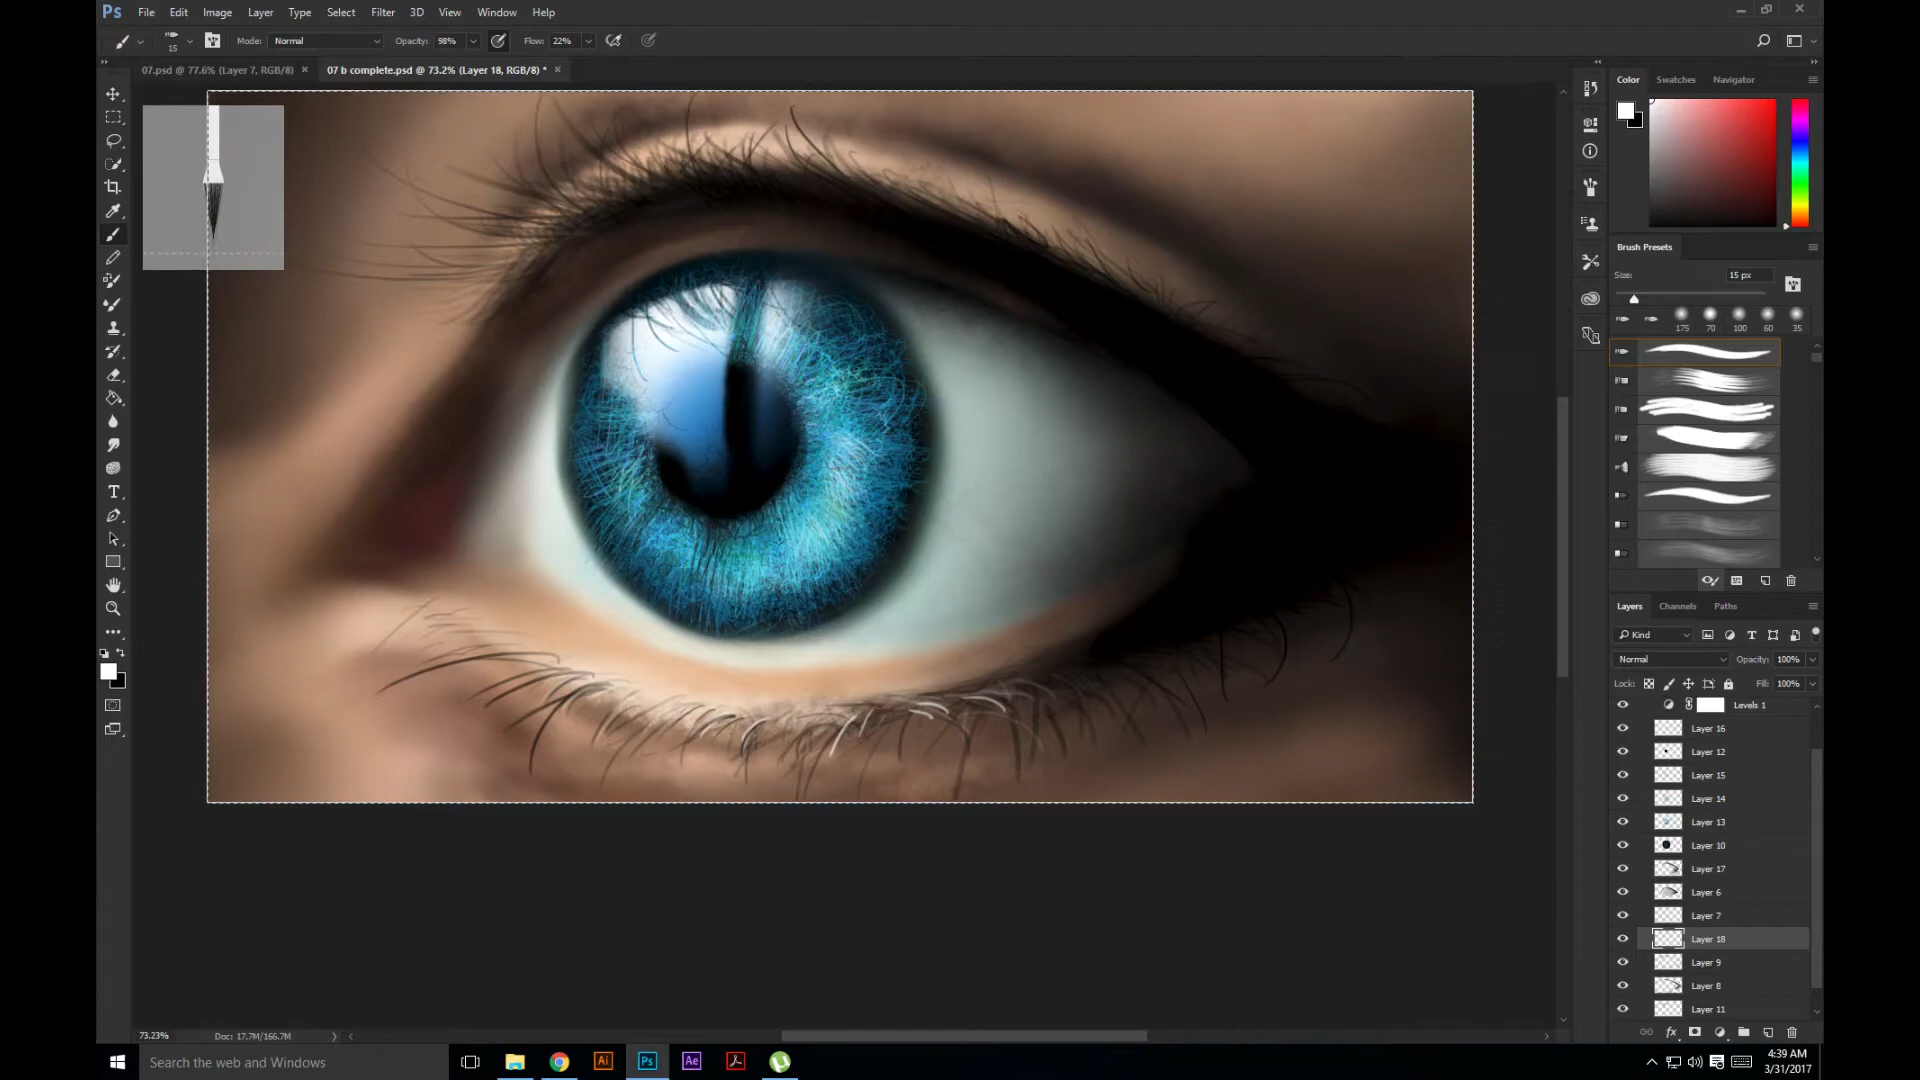 Ps File Edit Image Layer Type Select Filter 3D View Window Help
15 Mode: Normal Opacity: 98% Flow: 22%
07.psd @ 77.6% (Layer 7, RGB/8) × 07 b complete.psd @ 73.2% (Layer 18, RGB/8) * ×
Color Swatches Navigator
Brush Presets
Size: 15 px
175 70 100 60 35
Layers Channels Paths
Kind
Normal Opacity: 100%
Lock: Fill: 100%
Levels 1
Layer 16
Layer 12
Layer 15
Layer 14
Layer 13
Layer 10
Layer 17
Layer 6
Layer 7
Layer 18
Layer 9
Layer 8
Layer 11
73.23% Doc: 17.7M/166.7M
Search the web and Windows
Ai Ps Ae
4:39 AM
3/31/2017